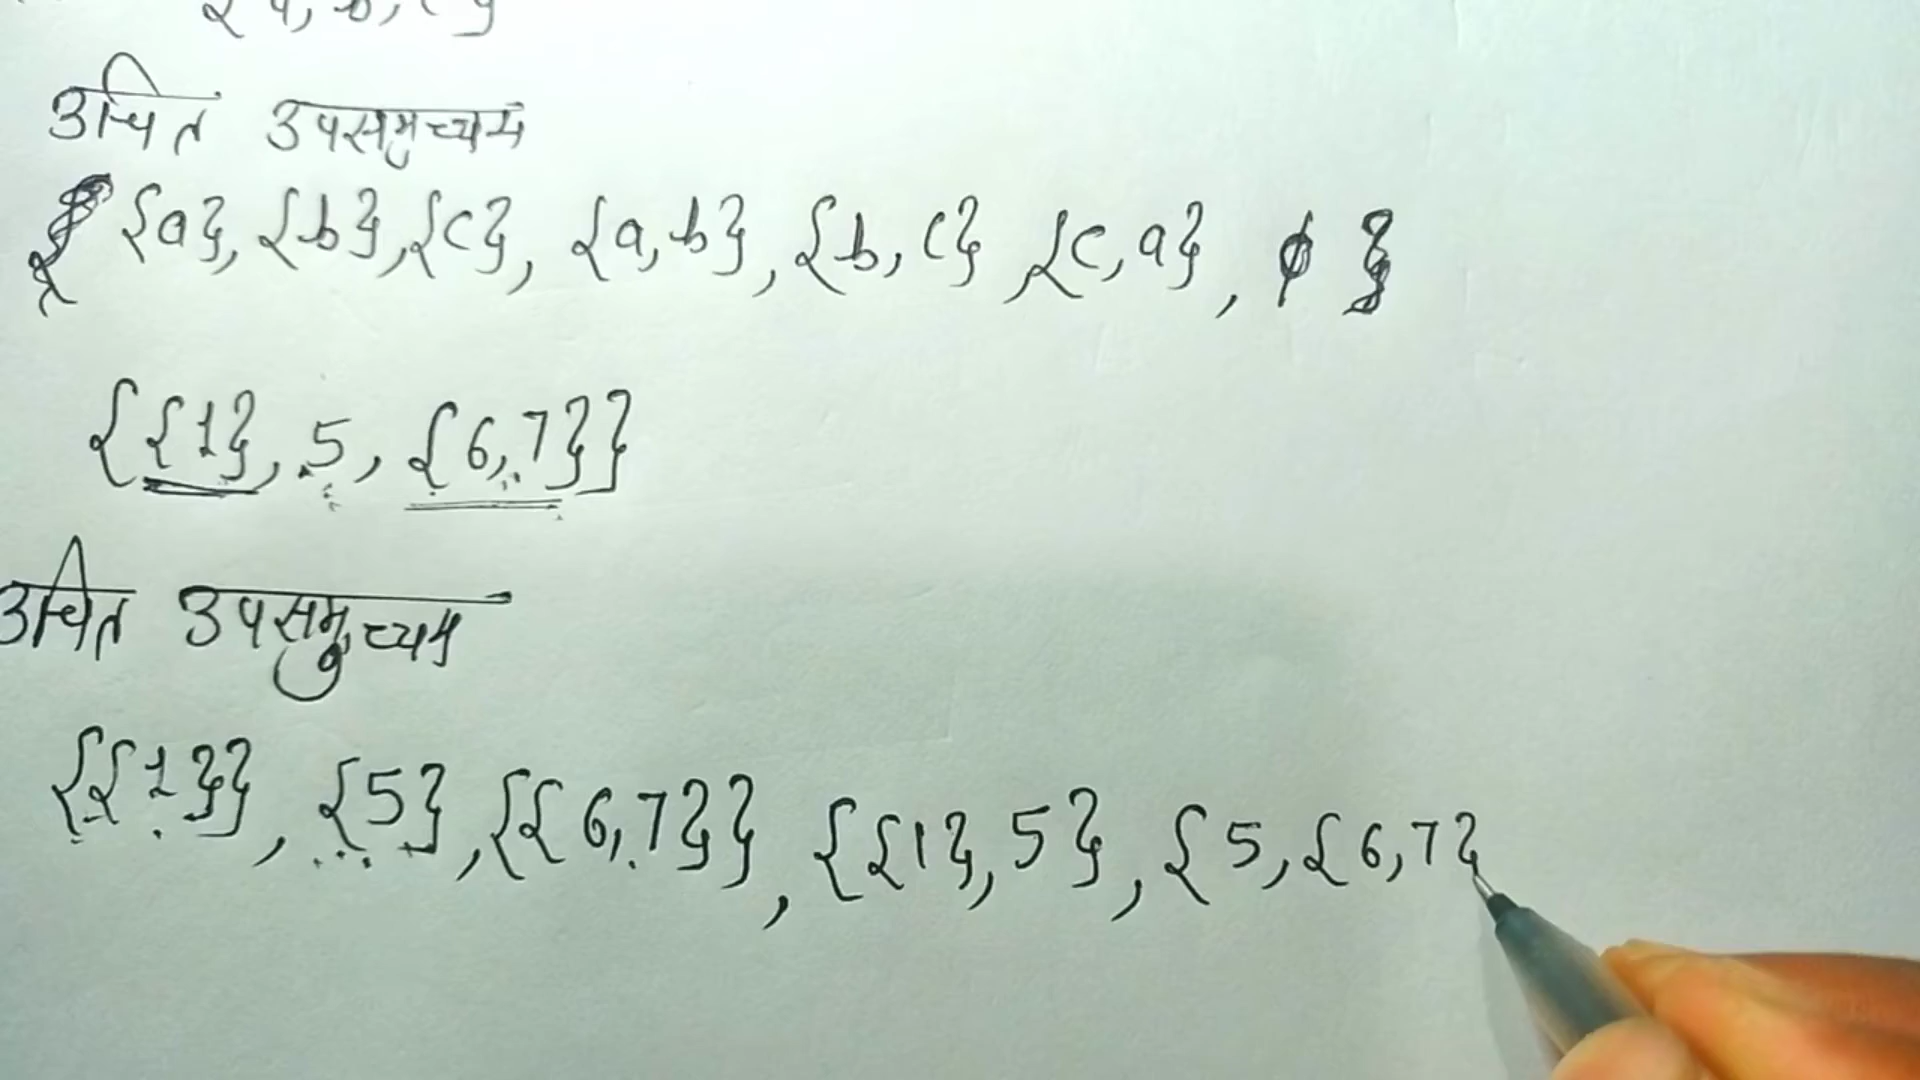 {a, b, c}
उचित उपसमुच्चय
{a}, {b}, {c}, {a, b}, {b, c}, {c, a}, ϕ }
{{1}, 5, {6, 7}}
उचित उपसमुच्चय
{{1}}, {5}, {{6, 7}}, {{1}, 5}, {5, {6, 7}